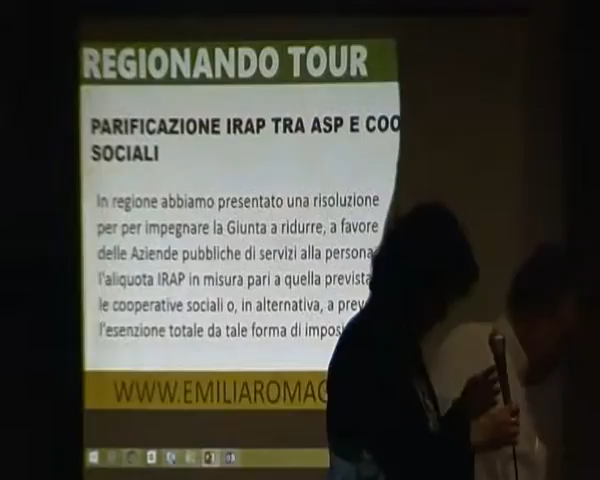 REGIONANDO TOUR
PARIFICAZIONE IRAP TRA ASP E COO
SOCIALI
In regione abbiamo presentato una risoluzione
per per impegnare la Giunta a ridurre, a favore
delle Aziende pubbliche di servizi alla persona
l'aliquota IRAP in misura pari a quella prevista
le cooperative sociali o, in alternativa, a prev
l'esenzione totale da tale forma di impos
WWW.EMILIAROMAG